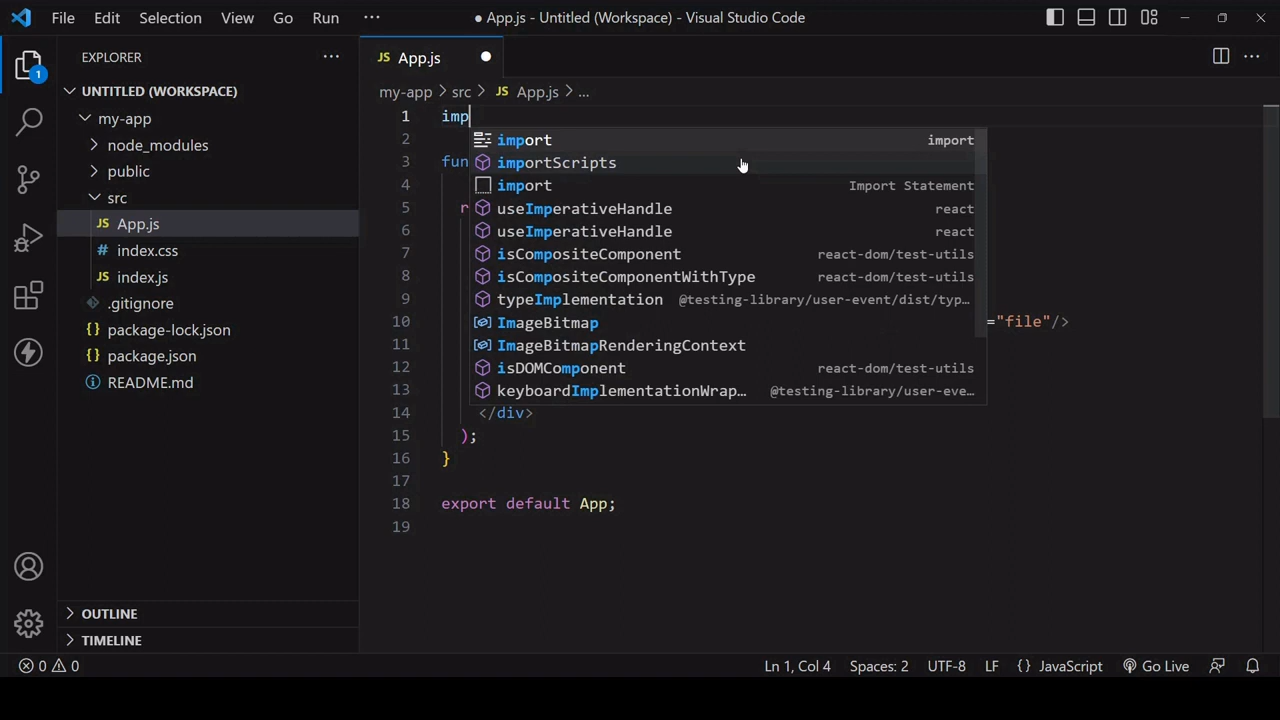 File Edit Selection View Go Run ··· ● App.js - Untitled (Workspace) - Visual Studio Code
EXPLORER ···
JS App.js ●
1
UNTITLED (WORKSPACE)
my-app
node_modules
public
src
JS App.js
# index.css
JS index.js
.gitignore
{} package-lock.json
{} package.json
README.md
OUTLINE
TIMELINE
my-app > src > JS App.js > ...
1 imp
import import
2
importScripts
3 fun
import Import Statement
4
useImperativeHandle react
5 r
useImperativeHandle react
6
isCompositeComponent react-dom/test-utils
7
isCompositeComponentWithType react-dom/test-utils
8
typeImplementation @testing-library/user-event/dist/typ…
9
ImageBitmap
10 ="file"/>
ImageBitmapRenderingContext
11
isDOMComponent react-dom/test-utils
12
keyboardImplementationWrap… @testing-library/user-eve…
13
14 </div>
15 );
16 }
17
18 export default App;
19
0 0 Ln 1, Col 4 Spaces: 2 UTF-8 LF {} JavaScript Go Live